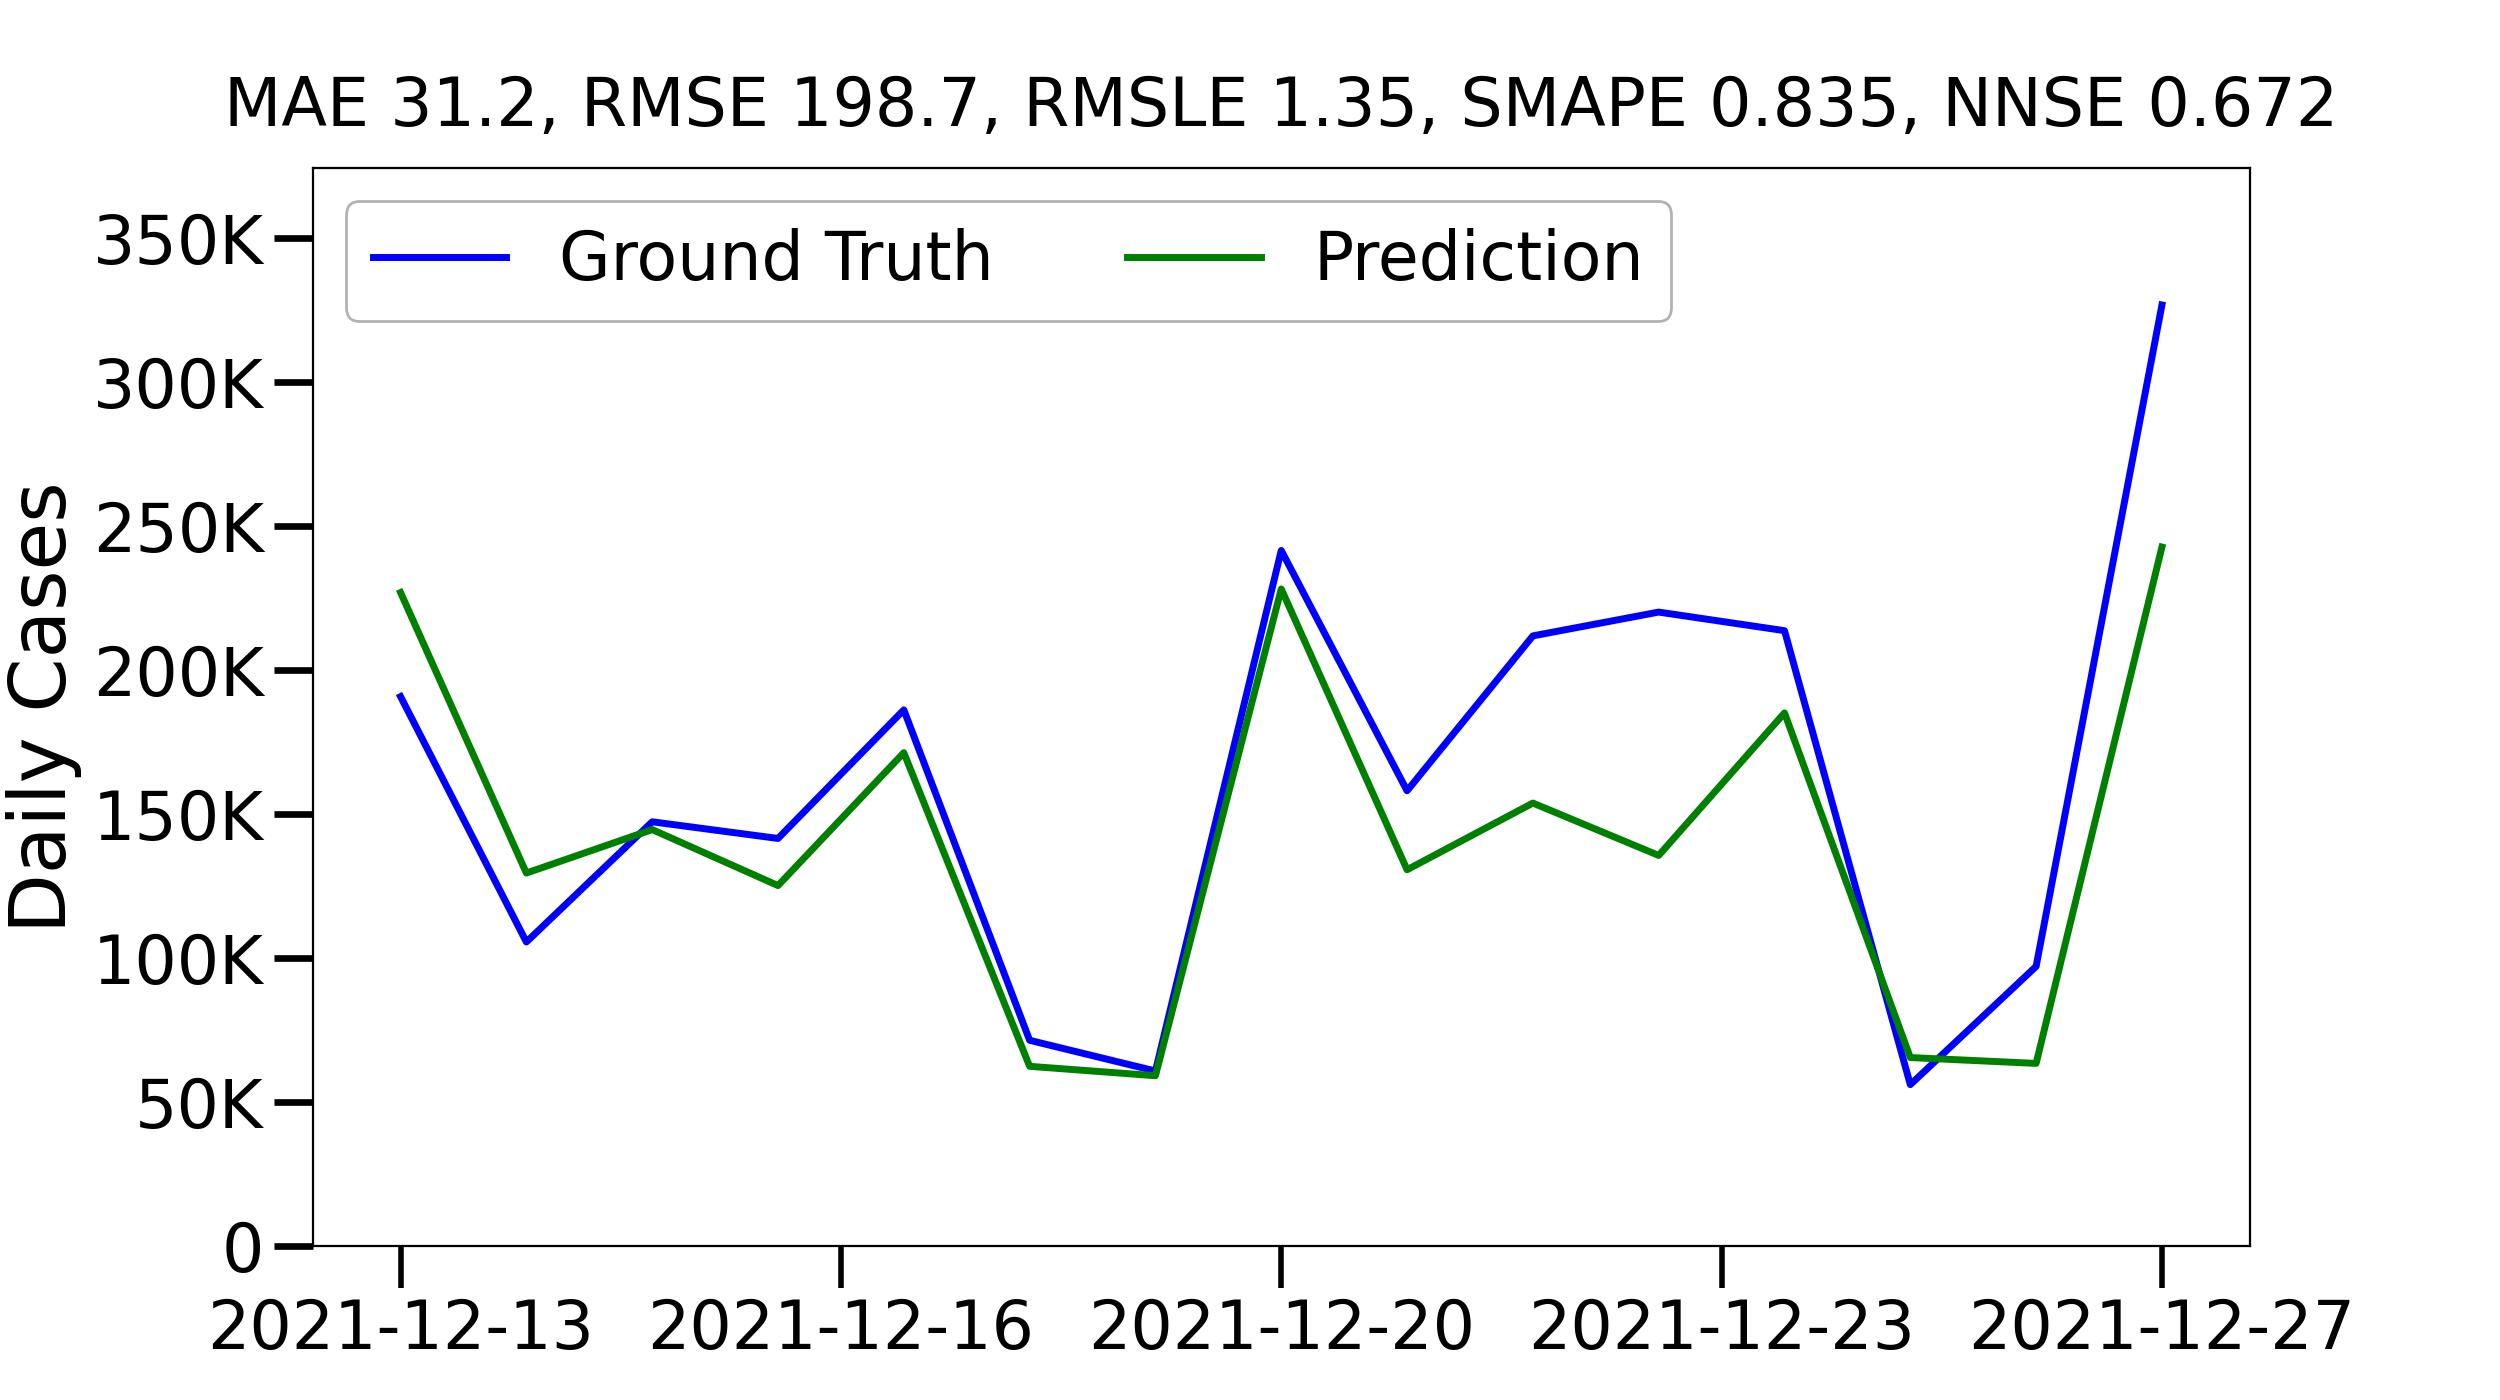 MAE 31.2, RMSE 198.7, RMSLE 1.35, SMAPE 0.835, NNSE 0.672
Ground Truth Prediction
Daily Cases
350K
300K
250K
200K
150K
100K
50K
0
2021-12-13 2021-12-16 2021-12-20 2021-12-23 2021-12-27